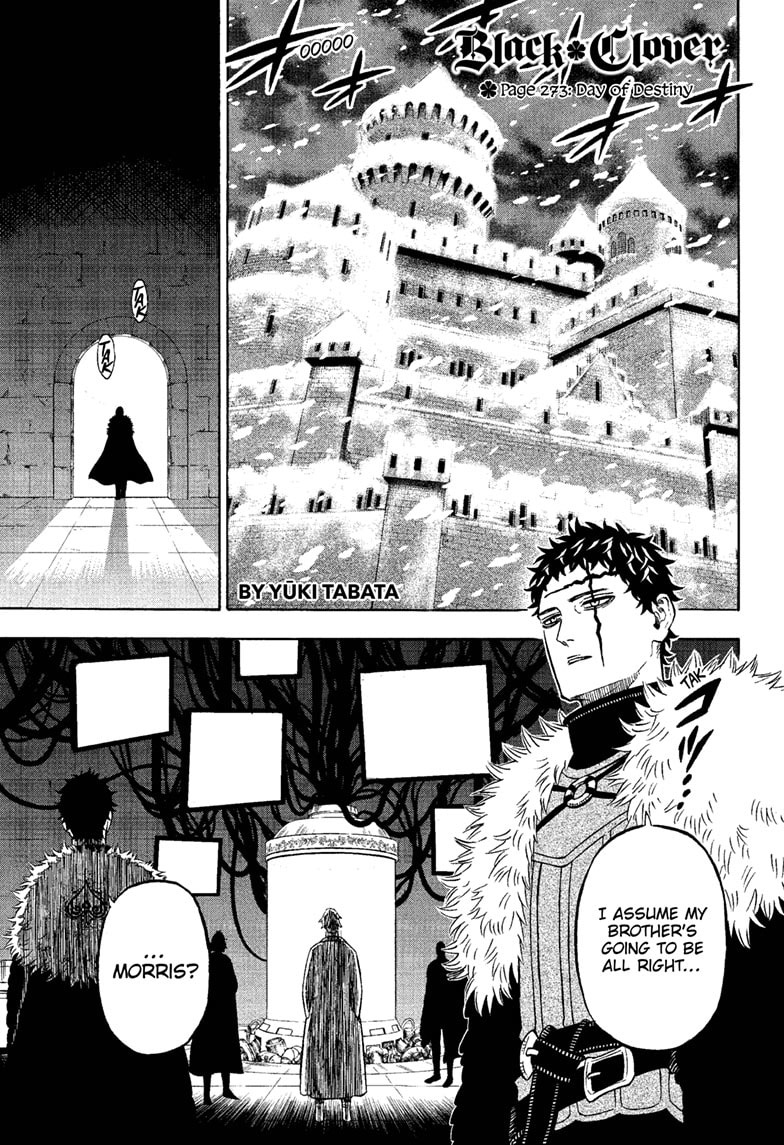 OOOOO
Black Clover
Page 273: Day of Destiny
BY YŪKI TABATA
TAK
TAK
TAK
I ASSUME MY
BROTHER'S
GOING TO BE
ALL RIGHT...
...
MORRIS?